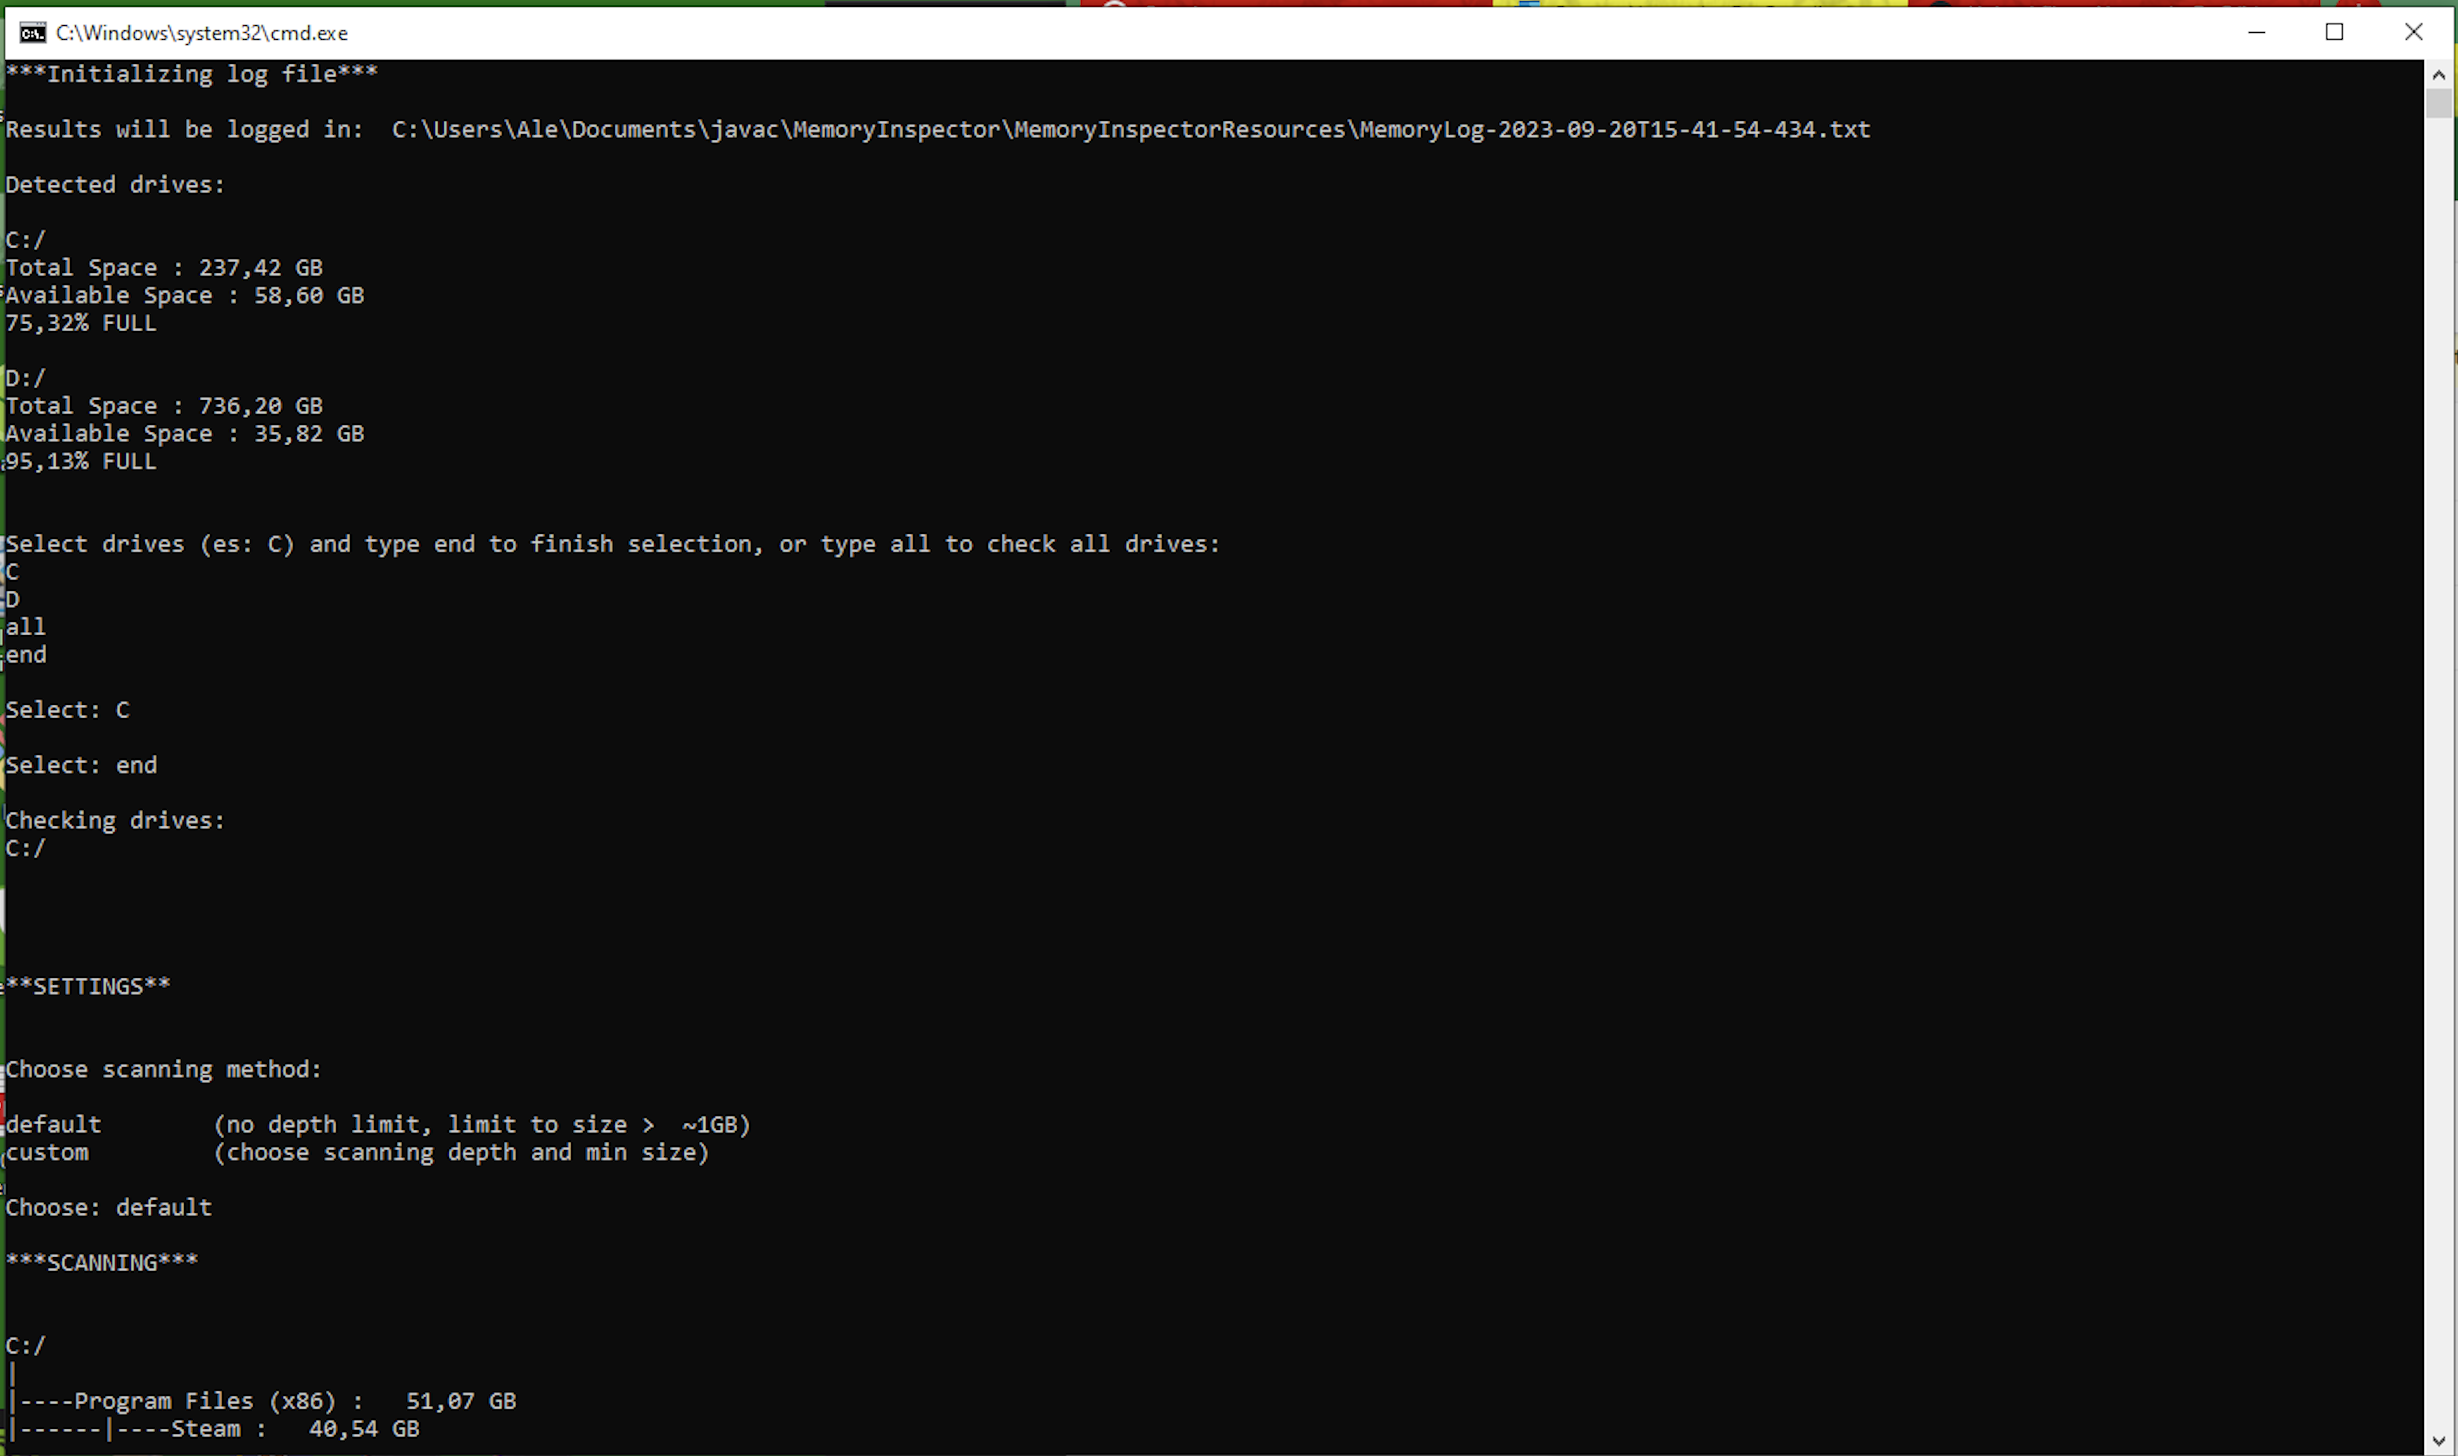 C:\Windows\system32\cmd.exe
***Initializing log file***
Results will be logged in:  C:\Users\Ale\Documents\javac\MemoryInspector\MemoryInspectorResources\MemoryLog-2023-09-20T15-41-54-434.txt
Detected drives:
C:/
Total Space : 237,42 GB
Available Space : 58,60 GB
75,32% FULL
D:/
Total Space : 736,20 GB
Available Space : 35,82 GB
95,13% FULL
Select drives (es: C) and type end to finish selection, or type all to check all drives:
C
D
all
end
Select: C
Select: end
Checking drives:
C:/
**SETTINGS**
Choose scanning method:
default        (no depth limit, limit to size >  ~1GB)
custom         (choose scanning depth and min size)
Choose: default
***SCANNING***
C:/
|
|----Program Files (x86) :   51,07 GB
|------|----Steam :   40,54 GB